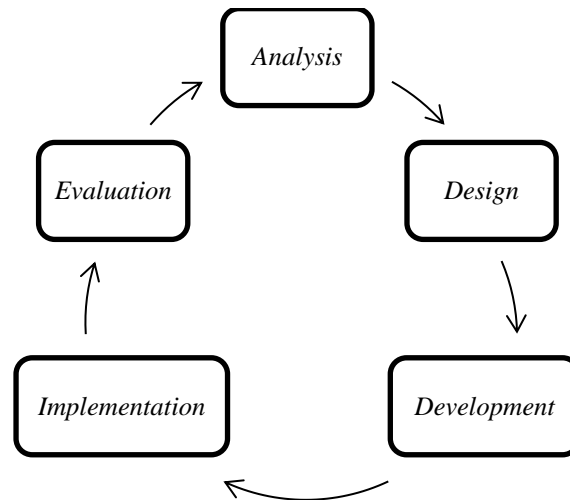 Analysis
Design
Development
Implementation
Evaluation